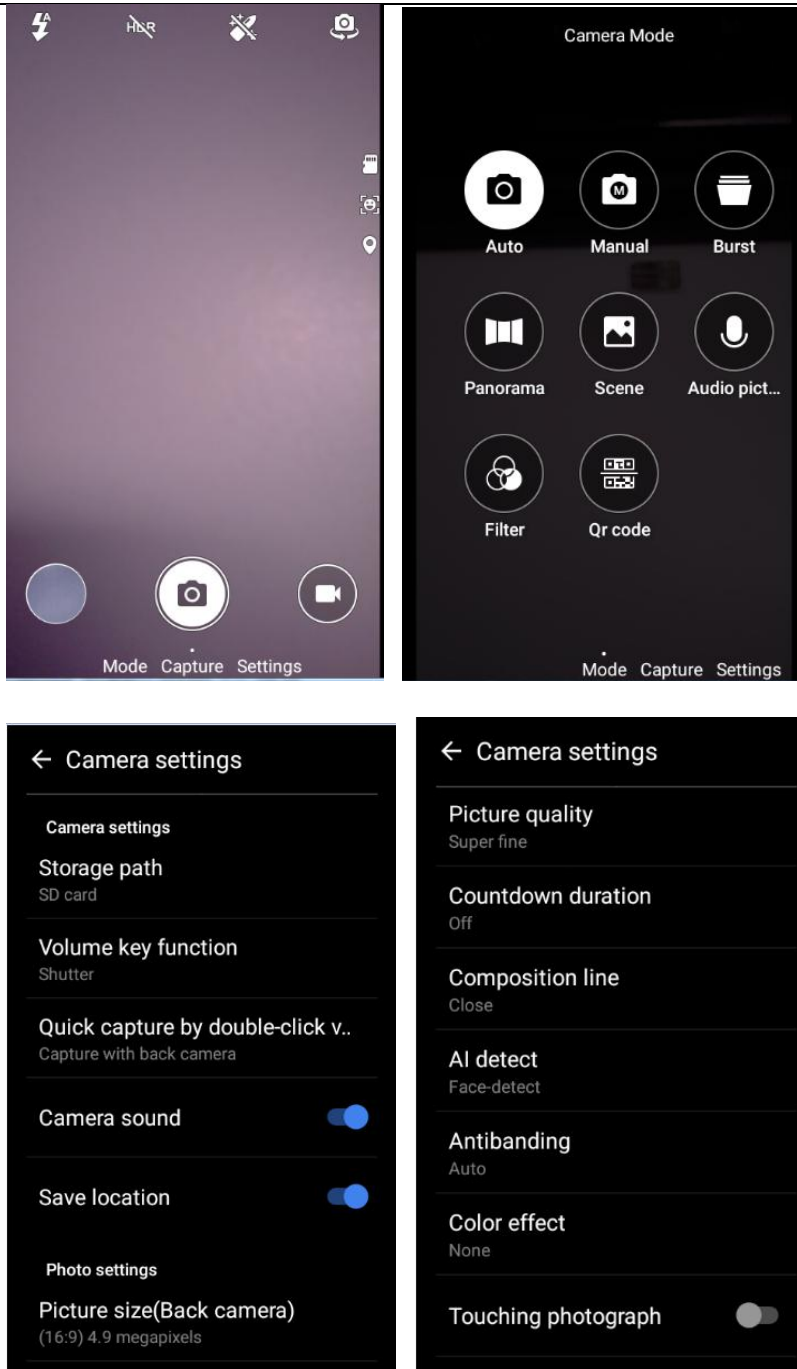 HDR
Mode Capture Settings
Camera Mode
M
Auto Manual Burst
Panorama Scene Audio pict...
Filter Qr code
Mode Capture Settings
Camera settings
Camera settings
Storage path
SD card
Volume key function
Shutter
Quick capture by double-click v..
Capture with back camera
Camera sound
Save location
Photo settings
Picture size(Back camera)
(16:9) 4.9 megapixels
Camera settings
Picture quality
Super fine
Countdown duration
Off
Composition line
Close
AI detect
Face-detect
Antibanding
Auto
Color effect
None
Touching photograph